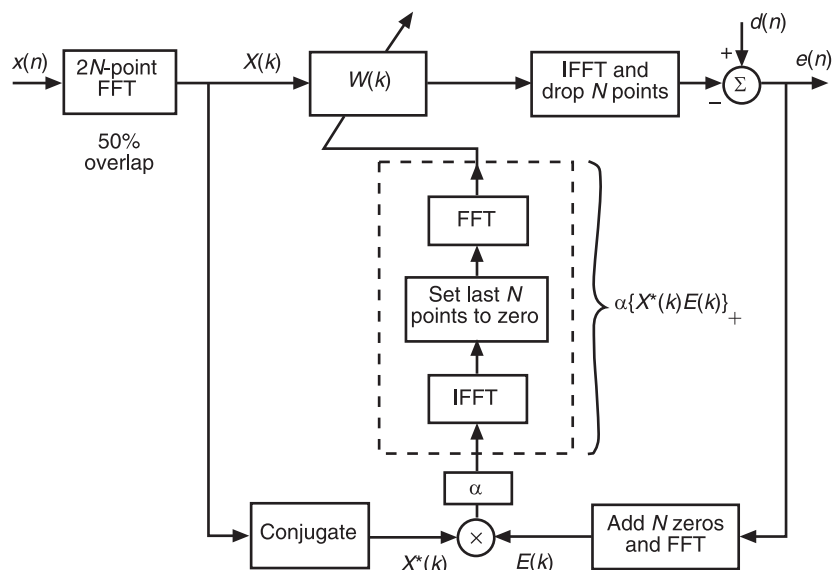 x(n)
2N-point
FFT
50%
overlap
X(k)
W(k)
IFFT and
drop N points
+
−
Σ
d(n)
e(n)
FFT
Set last N
points to zero
IFFT
α{X*(k)E(k)}+
α
Conjugate
X*(k)
×
E(k)
Add N zeros
and FFT